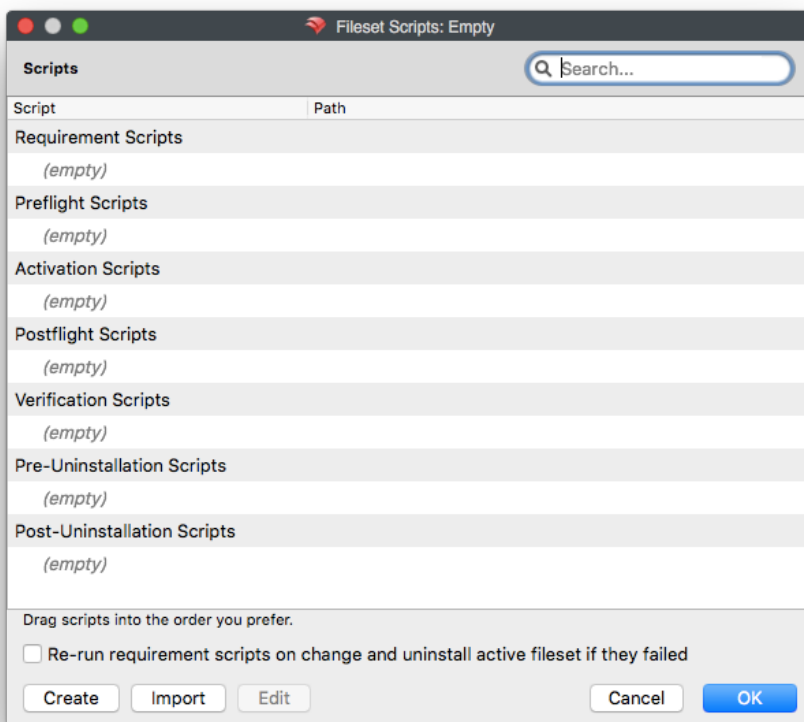 Fileset Scripts: Empty
Scripts
Search...
Script Path
Requirement Scripts
(empty)
Preflight Scripts
(empty)
Activation Scripts
(empty)
Postflight Scripts
(empty)
Verification Scripts
(empty)
Pre-Uninstallation Scripts
(empty)
Post-Uninstallation Scripts
(empty)
Drag scripts into the order you prefer.
Re-run requirement scripts on change and uninstall active fileset if they failed
Create Import Edit Cancel OK